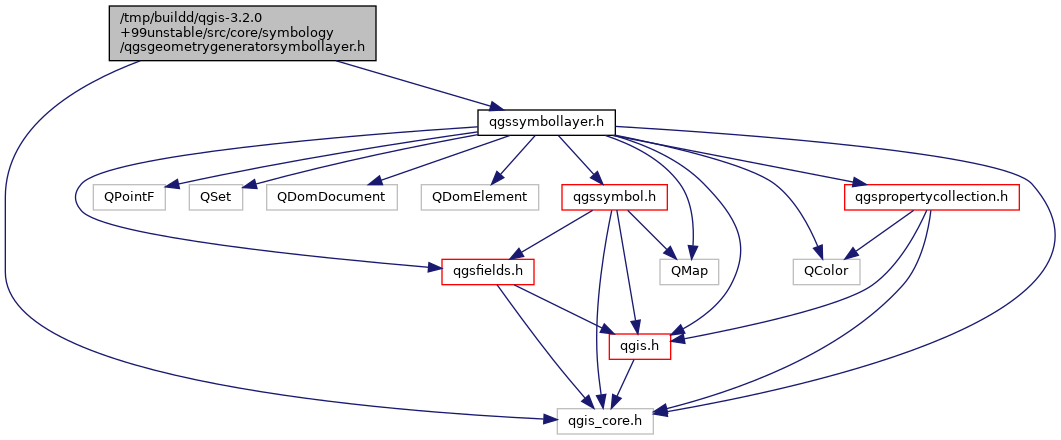 /tmp/buildd/qgis-3.2.0
+99unstable/src/core/symbology
/qgsgeometrygeneratorsymbollayer.h
qgssymbollayer.h
QPointF
QSet
QDomDocument
QDomElement
qgssymbol.h
qgspropertycollection.h
qgsfields.h
QMap
QColor
qgis.h
qgis_core.h